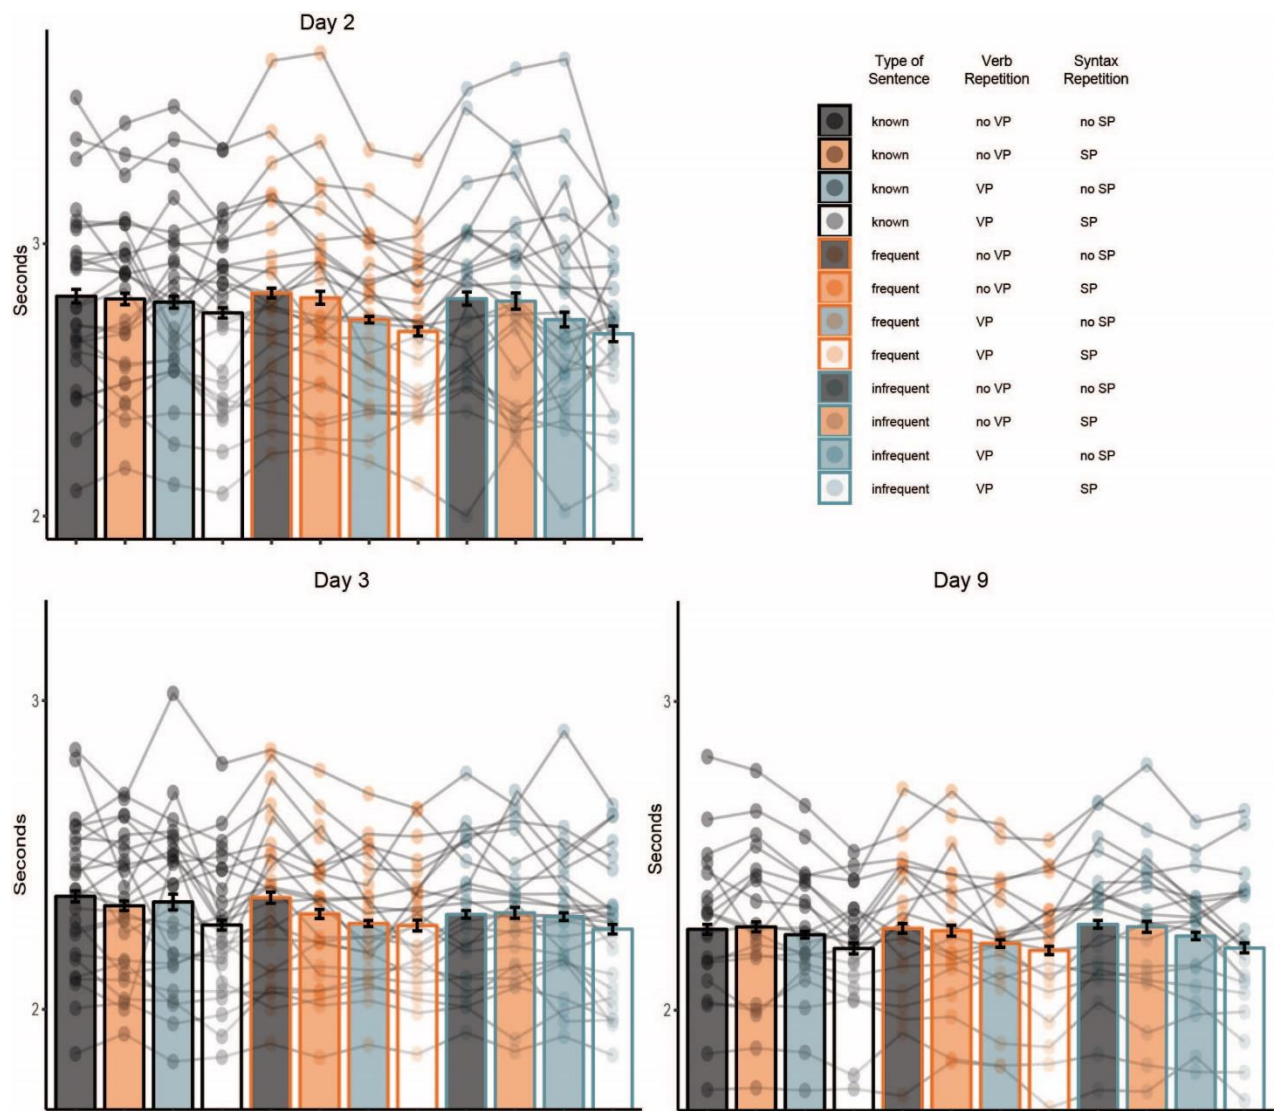 Day 2
Seconds
3
2
Type of Sentence Verb Repetition Syntax Repetition
known no VP no SP
known no VP SP
known VP no SP
known VP SP
frequent no VP no SP
frequent no VP SP
frequent VP no SP
frequent VP SP
infrequent no VP no SP
infrequent no VP SP
infrequent VP no SP
infrequent VP SP
Day 3
Seconds
3
2
Day 9
Seconds
3
2